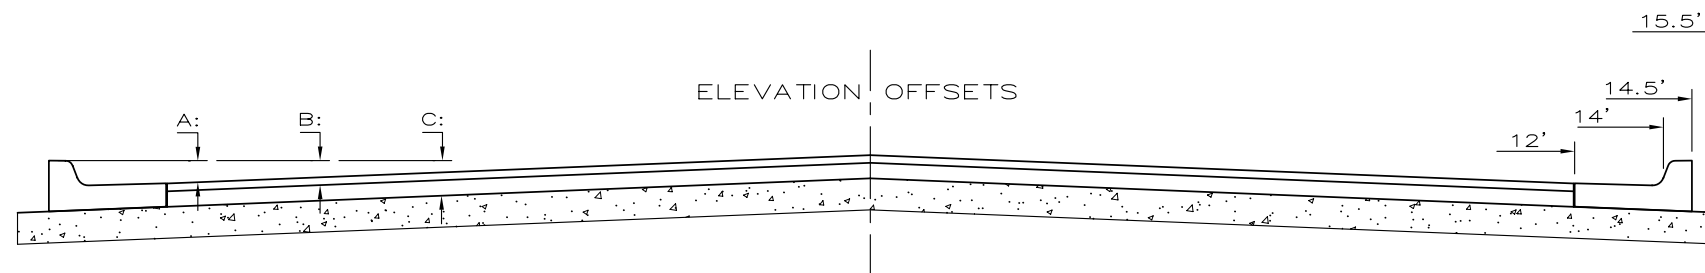 15.5'
14.5'
ELEVATION OFFSETS
A:
B:
C:
14'
12'